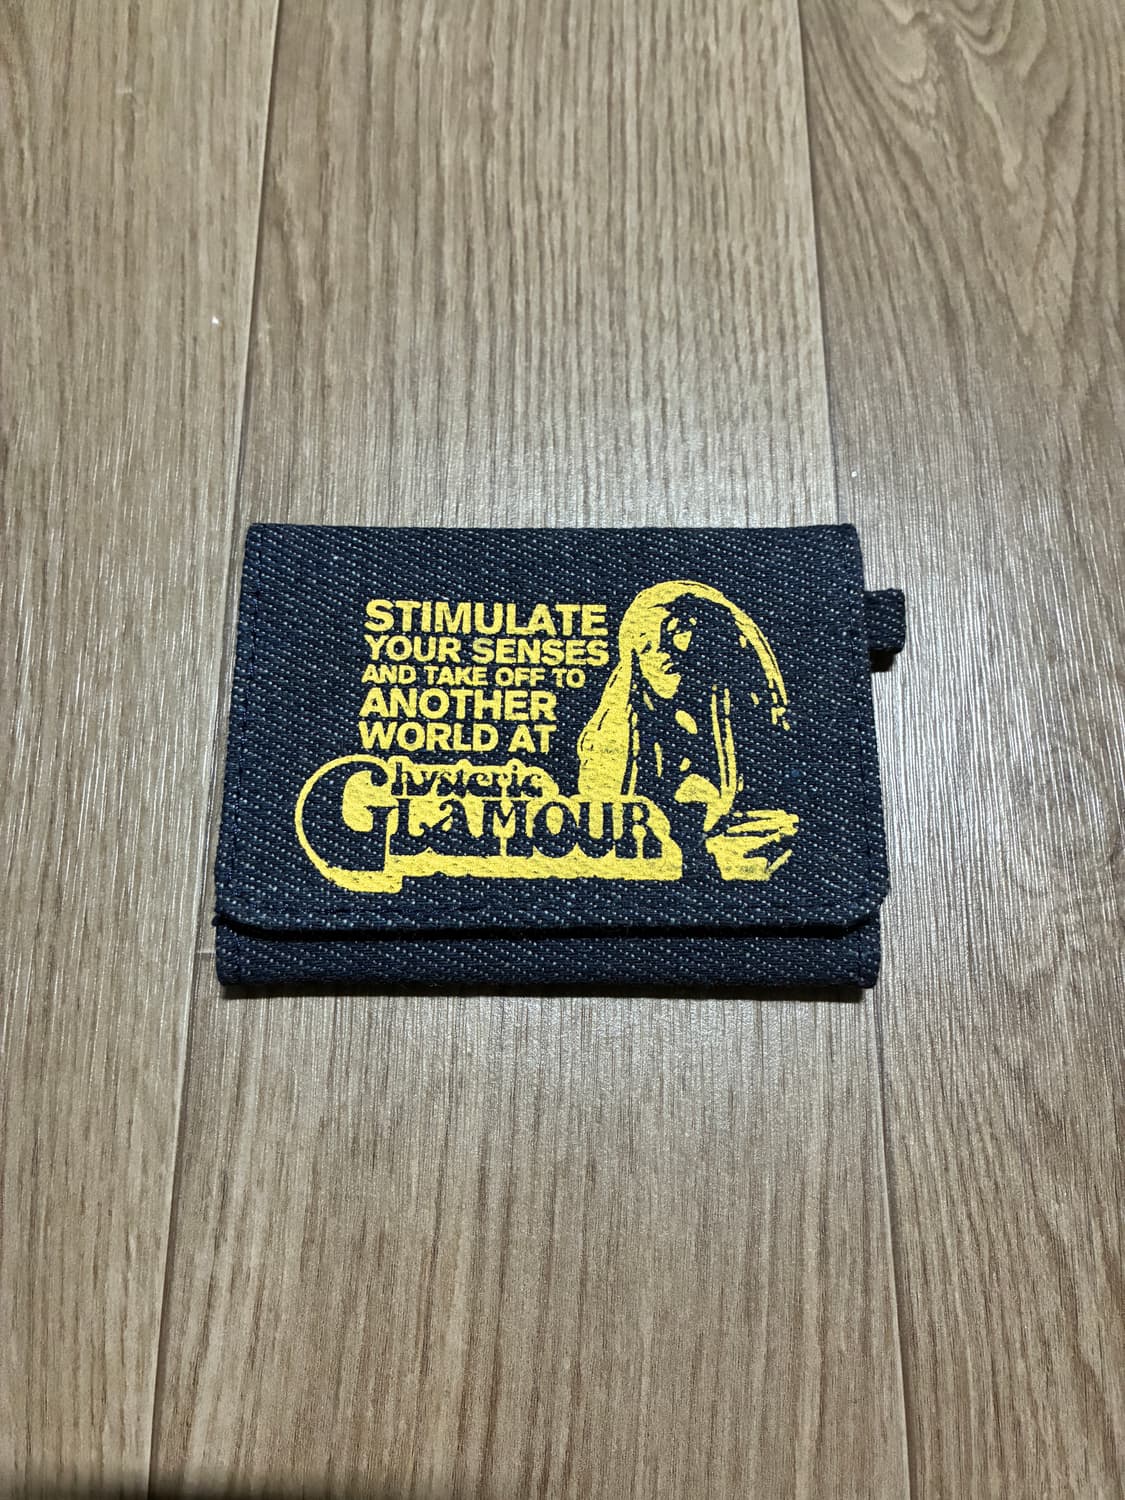 STIMULATE
YOUR SENSES
AND TAKE OFF TO
ANOTHER
WORLD AT
hysteric
GLAMOUR